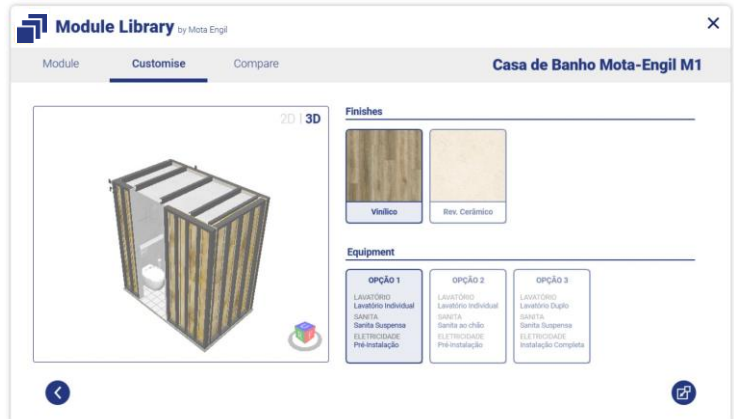 Module Library by Mota Engil
Module Customise Compare Casa de Banho Mota-Engil M1
2D | 3D
Finishes
Vinílico
Rev. Cerâmico
Equipment
OPÇÃO 1
LAVATÓRIO
Lavatório Individual
SANITA
Sanita Suspensa
ELETRICIDADE
Pré-Instalação
OPÇÃO 2
LAVATÓRIO
Lavatório Individual
SANITA
Sanita ao chão
ELETRICIDADE
Pré-Instalação
OPÇÃO 3
LAVATÓRIO
Lavatório Duplo
SANITA
Sanita Suspensa
ELETRICIDADE
Instalação Completa